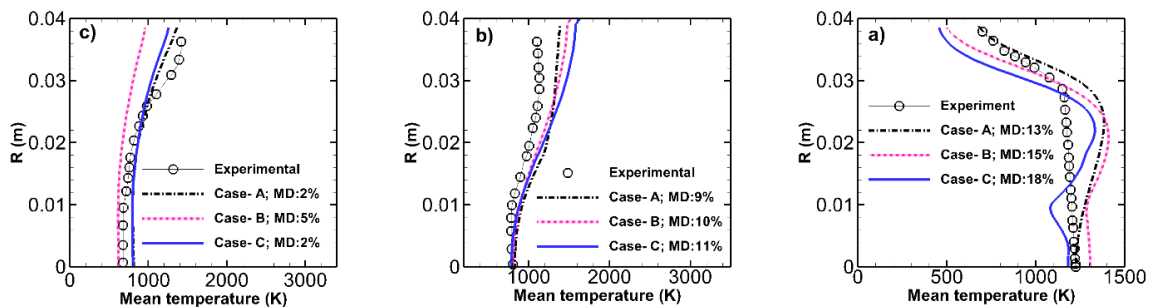 c)
0.04
0.03
0.02
0.01
0
R (m)
Experimental
Case- A; MD:2%
Case- B; MD:5%
Case- C; MD:2%
0 1000 2000 3000
Mean temperature (K)
b)
0.04
0.03
0.02
0.01
0
R (m)
Experimental
Case- A; MD:9%
Case- B; MD:10%
Case- C; MD:11%
1000 2000 3000
Mean temperature (K)
a)
0.04
0.03
0.02
0.01
0
R (m)
Experiment
Case- A; MD:13%
Case- B; MD:15%
Case- C; MD:18%
0 500 1000 1500
Mean temperature (K)